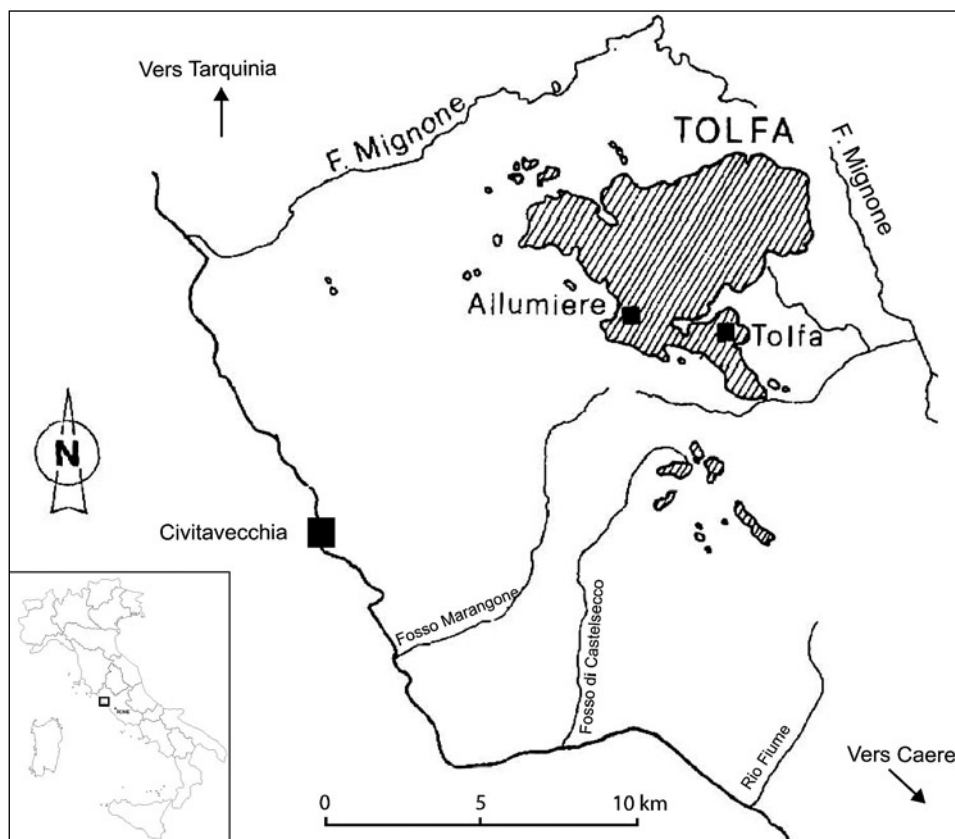 Vers Tarquinia
F. Mignone
TOLFA
F. Mignone
Allumiere
Tolfa
N
Civitavecchia
Fosso Marangone
Fosso di Castelsecco
Rio Fiume
Vers Caere
0 5 10 km